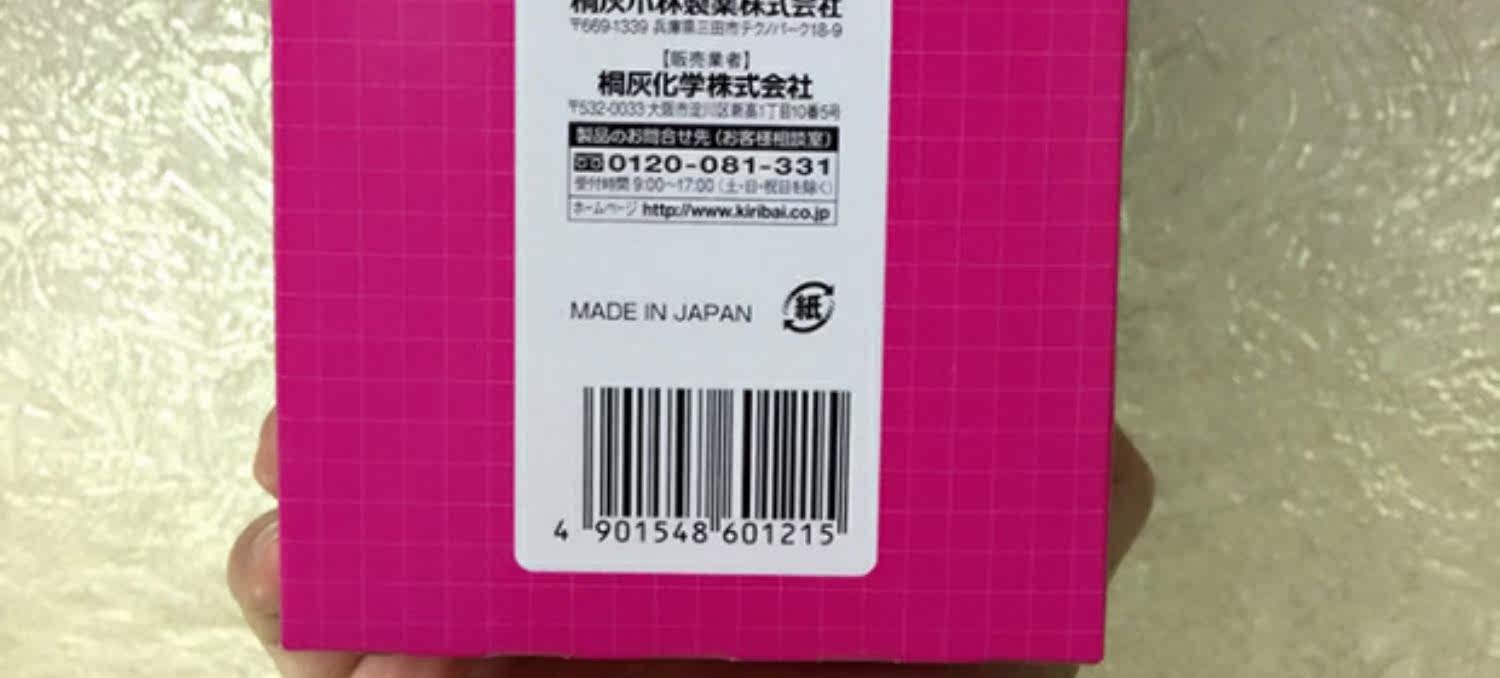 桐灰小林製薬株式会社
〒669-1339 兵庫県三田市テクノパーク18-9
【販売業者】
桐灰化学株式会社
〒532-0033 大阪市淀川区新高1丁目10番5号
製品のお問合せ先(お客様相談室)
0120-081-331
受付時間 9:00~17:00(土・日・祝日を除く)
ホームページ http://www.kiribai.co.jp
MADE IN JAPAN 紙
4 901548 601215